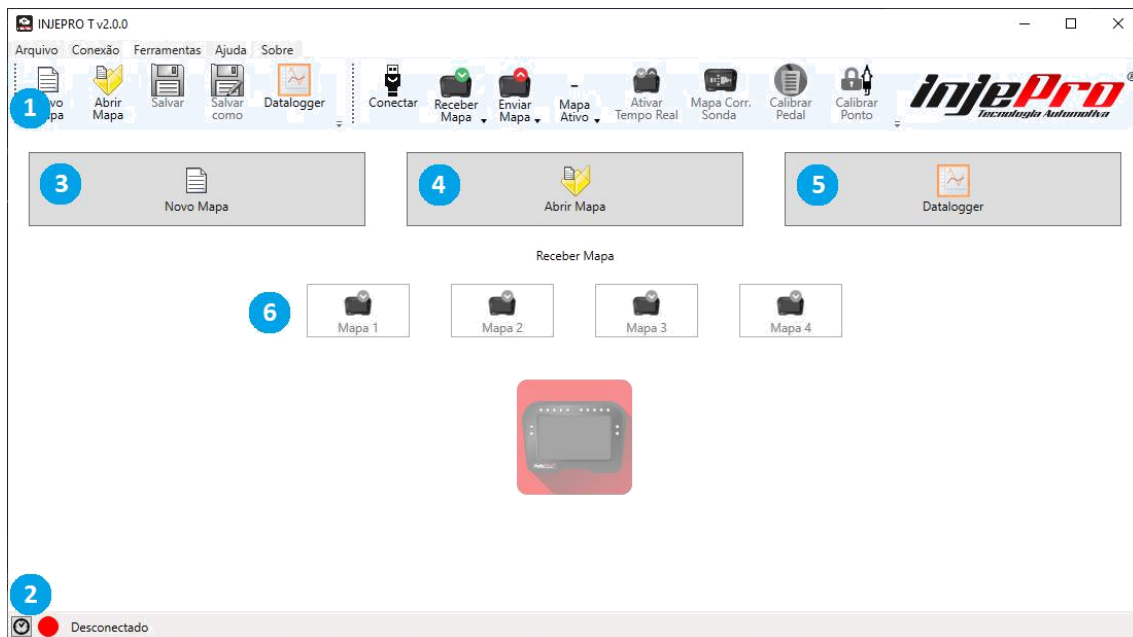 INJEPRO T v2.0.0
Arquivo Conexão Ferramentas Ajuda Sobre
1
Abrir Mapa
Salvar
Salvar como
Datalogger
Conectar
Receber Mapa
Enviar Mapa
- Mapa Ativo
Ativar Tempo Real
Mapa Corr. Sonda
Calibrar Pedal
Calibrar Ponto
InjePro®
Tecnologia Automotiva
3
Novo Mapa
4
Abrir Mapa
5
Datalogger
Receber Mapa
6
Mapa 1
Mapa 2
Mapa 3
Mapa 4
2
Desconectado